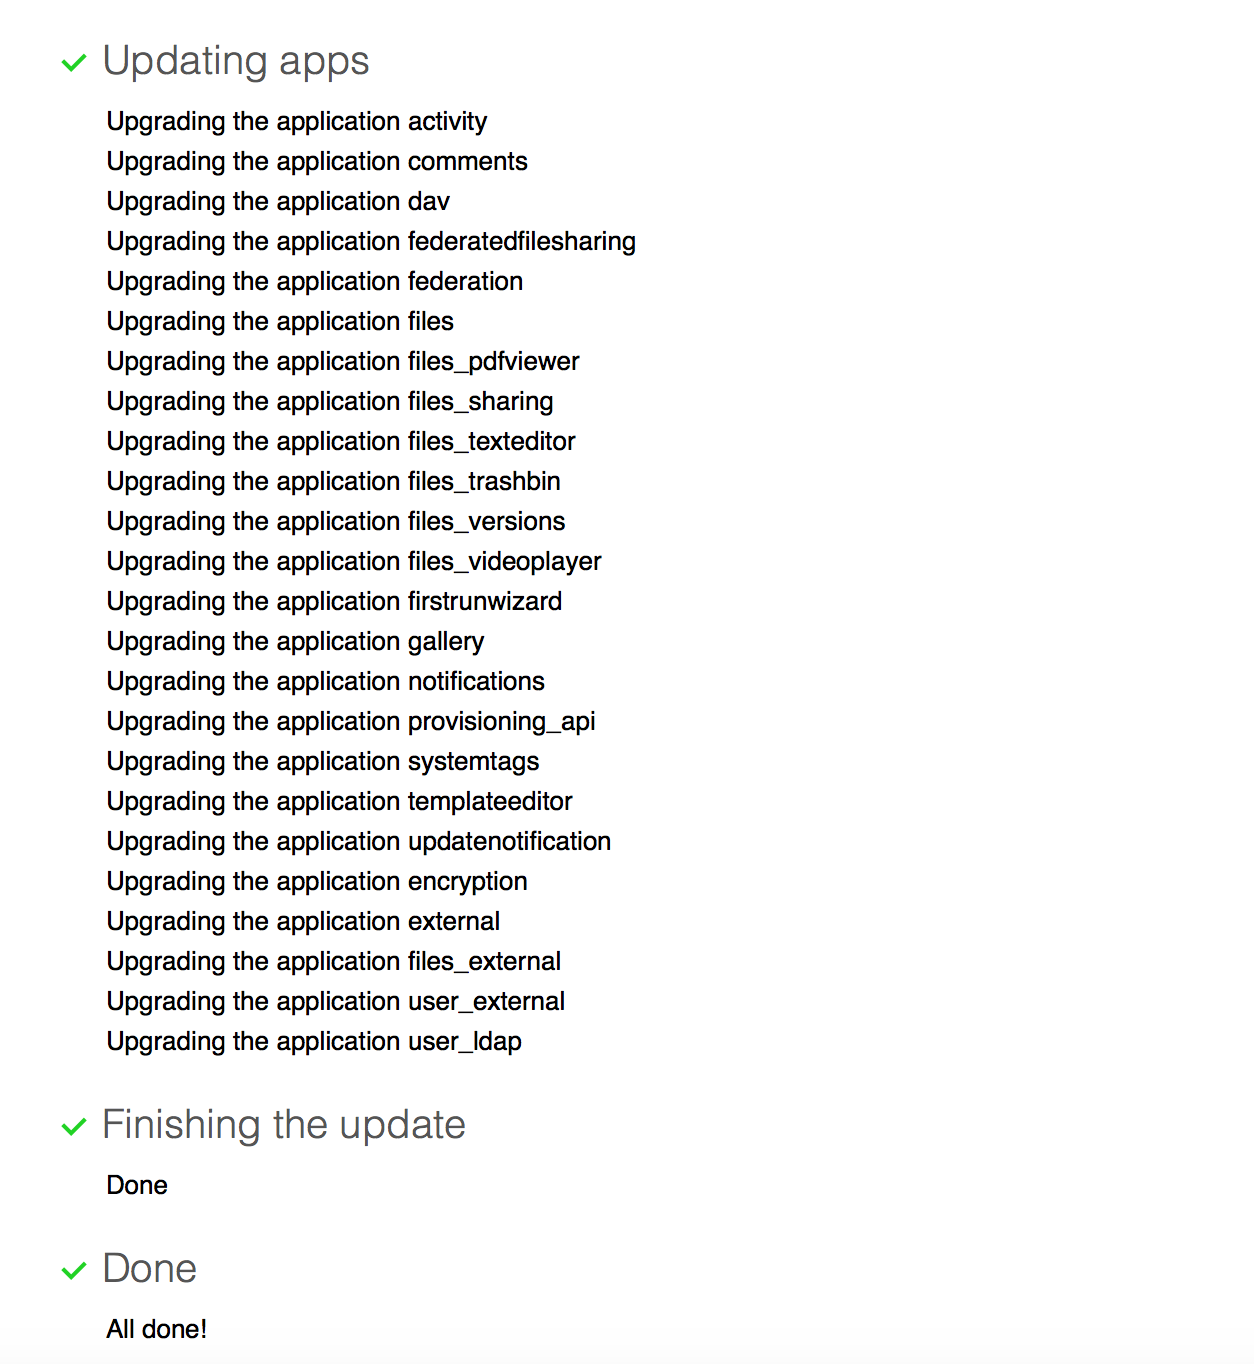 Updating apps
Upgrading the application activity
Upgrading the application comments
Upgrading the application dav
Upgrading the application federatedfilesharing
Upgrading the application federation
Upgrading the application files
Upgrading the application files_pdfviewer
Upgrading the application files_sharing
Upgrading the application files_texteditor
Upgrading the application files_trashbin
Upgrading the application files_versions
Upgrading the application files_videoplayer
Upgrading the application firstrunwizard
Upgrading the application gallery
Upgrading the application notifications
Upgrading the application provisioning_api
Upgrading the application systemtags
Upgrading the application templateeditor
Upgrading the application updatenotification
Upgrading the application encryption
Upgrading the application external
Upgrading the application files_external
Upgrading the application user_external
Upgrading the application user_ldap
Finishing the update
Done
Done
All done!